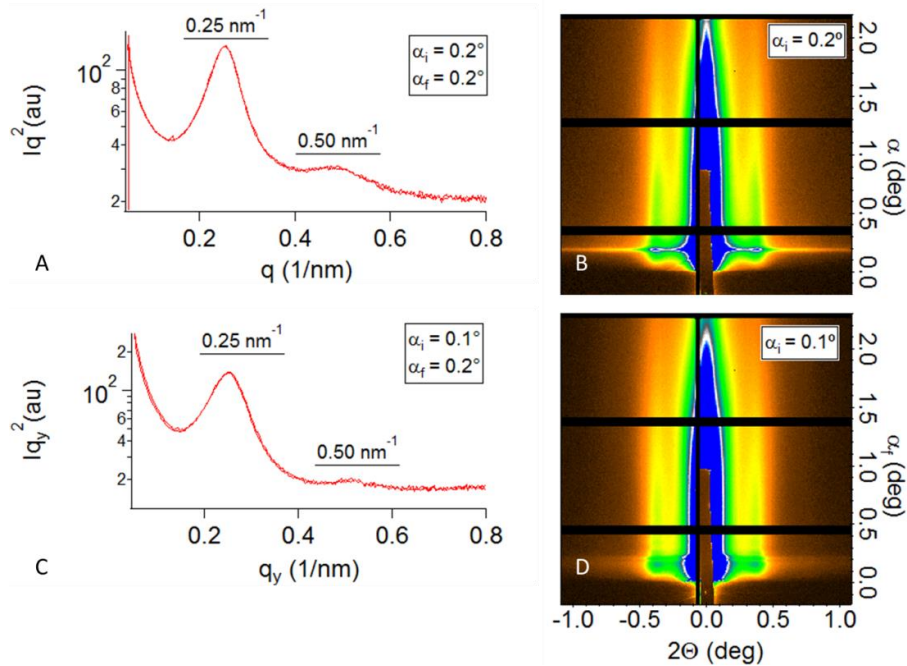 0.25 nm⁻¹
αᵢ = 0.2°
α_f = 0.2°
10²
8
6
4
2
0.50 nm⁻¹
Iq² (au)
0.2 0.4 0.6 0.8
q (1/nm)
A
αᵢ = 0.2º
2.0
1.5
1.0
0.5
0.0
α (deg)
B
0.25 nm⁻¹
αᵢ = 0.1°
α_f = 0.2°
2
10²
6
4
2
0.50 nm⁻¹
Iq_y² (au)
0.2 0.4 0.6 0.8
q_y (1/nm)
C
αᵢ = 0.1º
2.0
1.5
1.0
0.5
0.0
α_f (deg)
D
-1.0 -0.5 0.0 0.5 1.0
2Θ (deg)